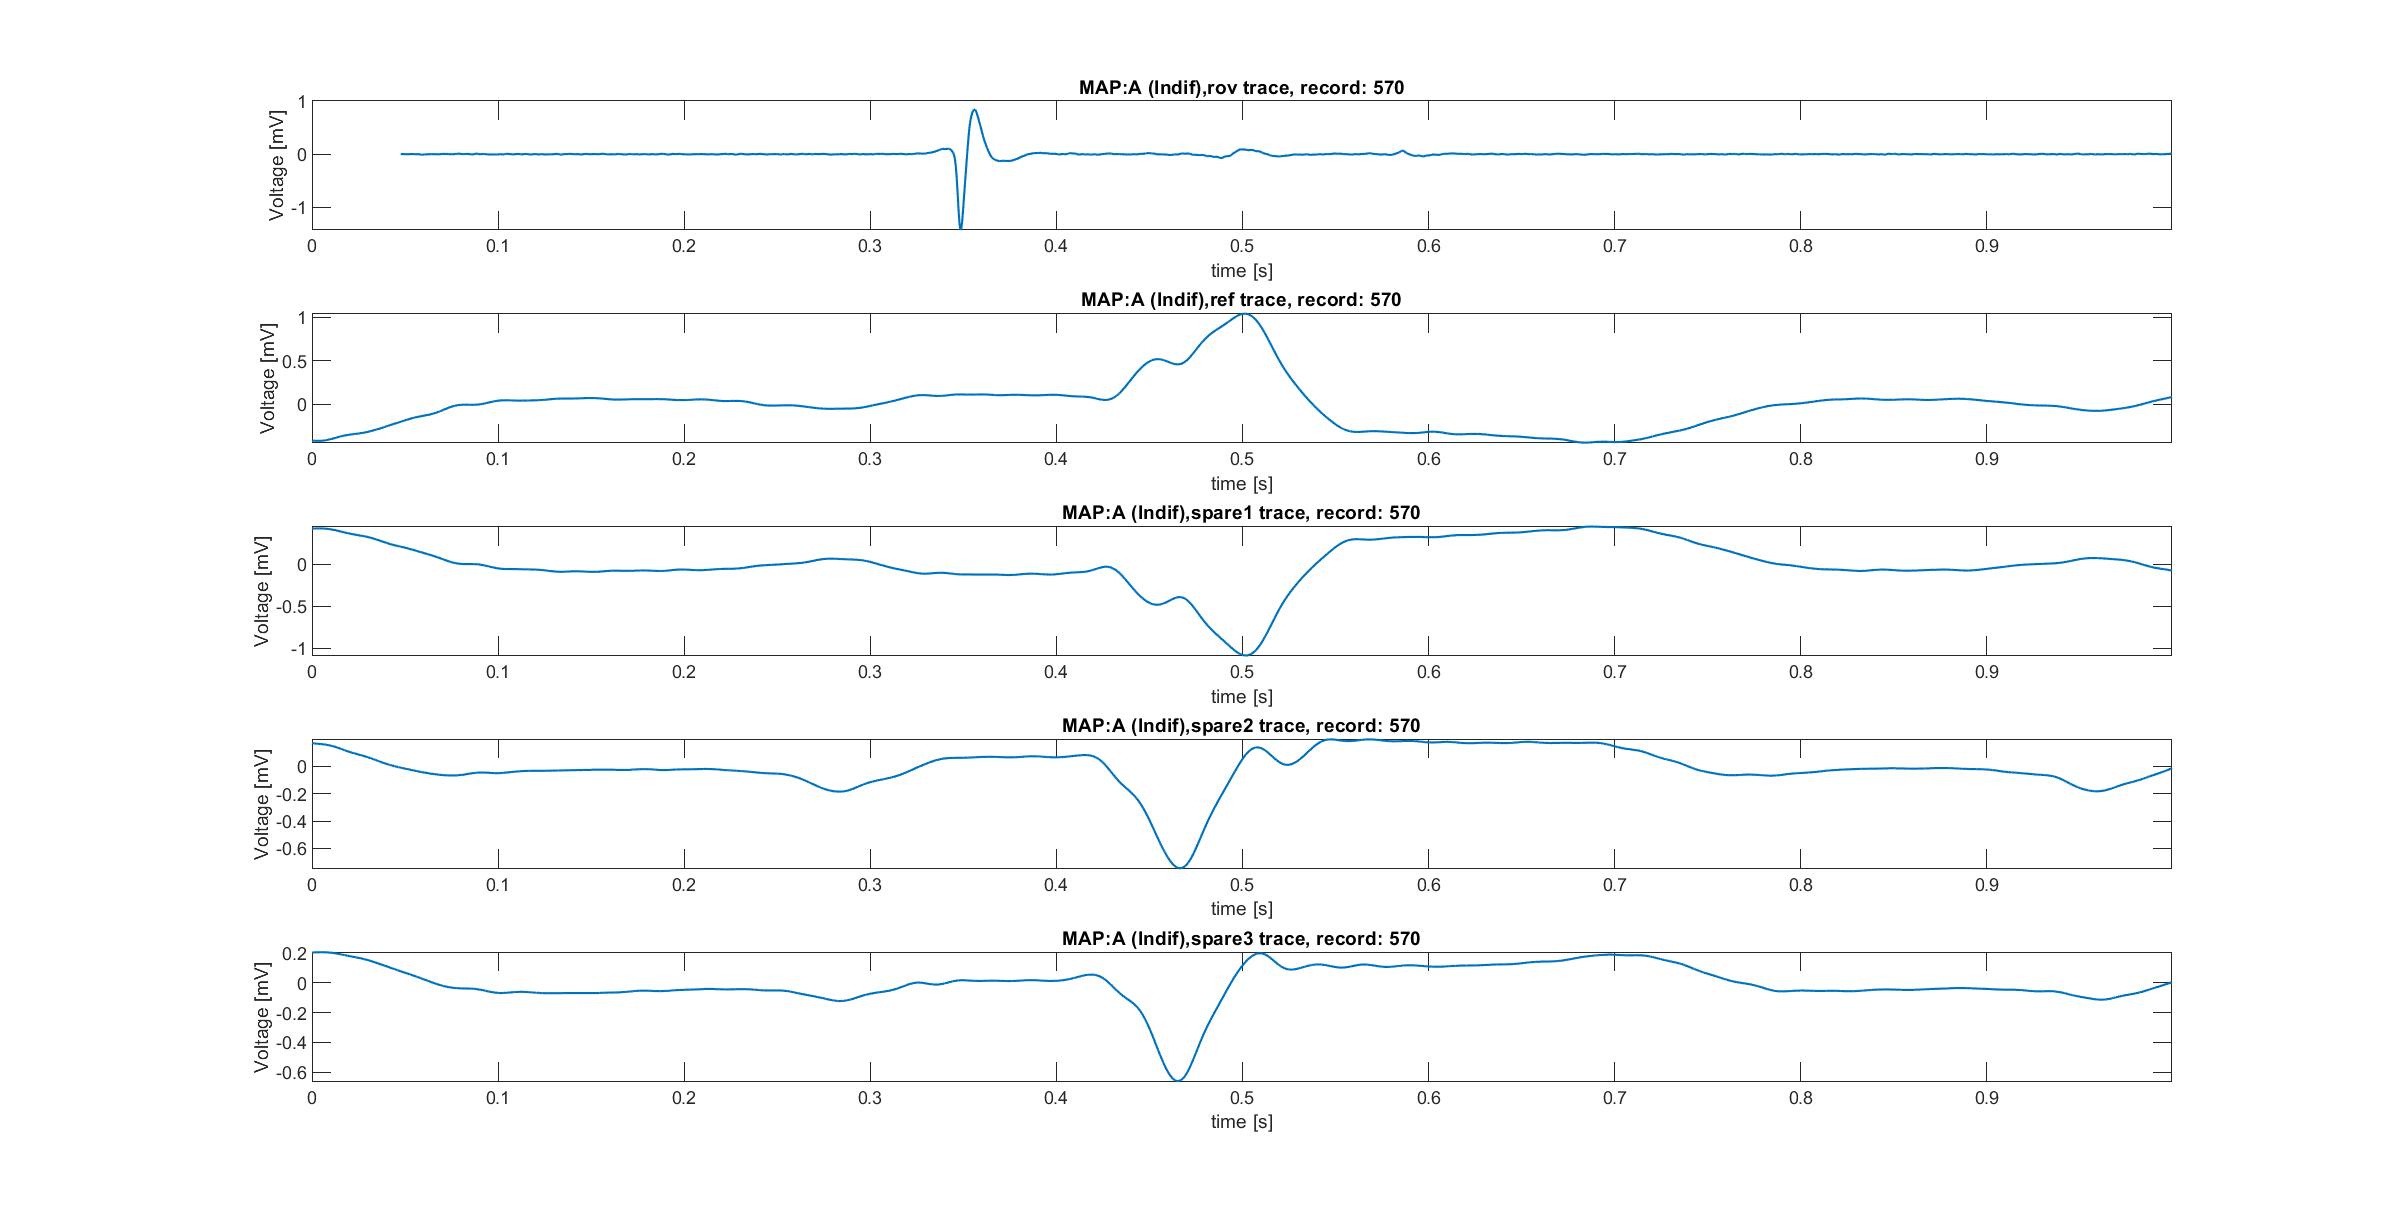 MAP:A (Indif),rov trace, record: 570
Voltage [mV]
1
0
-1
0 0.1 0.2 0.3 0.4 0.5 0.6 0.7 0.8 0.9
time [s]
MAP:A (Indif),ref trace, record: 570
Voltage [mV]
1
0.5
0
0 0.1 0.2 0.3 0.4 0.5 0.6 0.7 0.8 0.9
time [s]
MAP:A (Indif),spare1 trace, record: 570
Voltage [mV]
0
-0.5
-1
0 0.1 0.2 0.3 0.4 0.5 0.6 0.7 0.8 0.9
time [s]
MAP:A (Indif),spare2 trace, record: 570
Voltage [mV]
0
-0.2
-0.4
-0.6
0 0.1 0.2 0.3 0.4 0.5 0.6 0.7 0.8 0.9
time [s]
MAP:A (Indif),spare3 trace, record: 570
Voltage [mV]
0.2
0
-0.2
-0.4
-0.6
0 0.1 0.2 0.3 0.4 0.5 0.6 0.7 0.8 0.9
time [s]